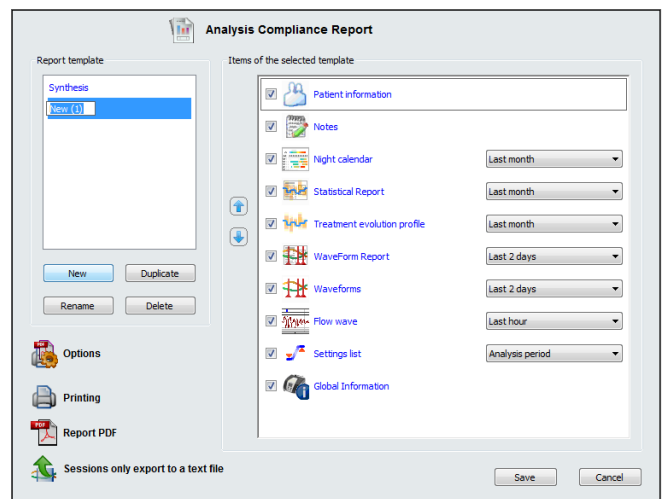 Analysis Compliance Report
Report template
Synthesis
New (1)
New
Duplicate
Rename
Delete
Options
Printing
PDF
Report PDF
Sessions only export to a text file
Items of the selected template
Patient information
Notes
Night calendar
Last month
Statistical Report
Last month
Treatment evolution profile
Last month
WaveForm Report
Last 2 days
Waveforms
Last 2 days
Flow wave
Last hour
Settings list
Analysis period
Global Information
Save
Cancel